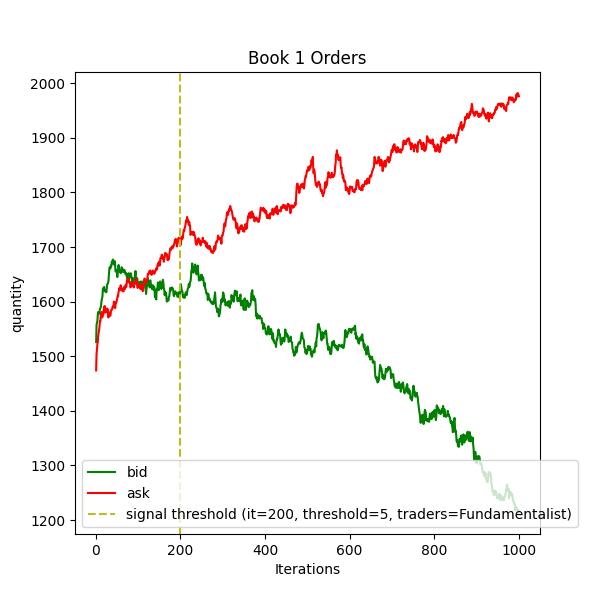 Book 1 Orders
2000
1900
1800
1700
1600
1500
1400
1300
1200
quantity
bid
ask
signal threshold (it=200, threshold=5, traders=Fundamentalist)
0 200 400 600 800 1000
Iterations